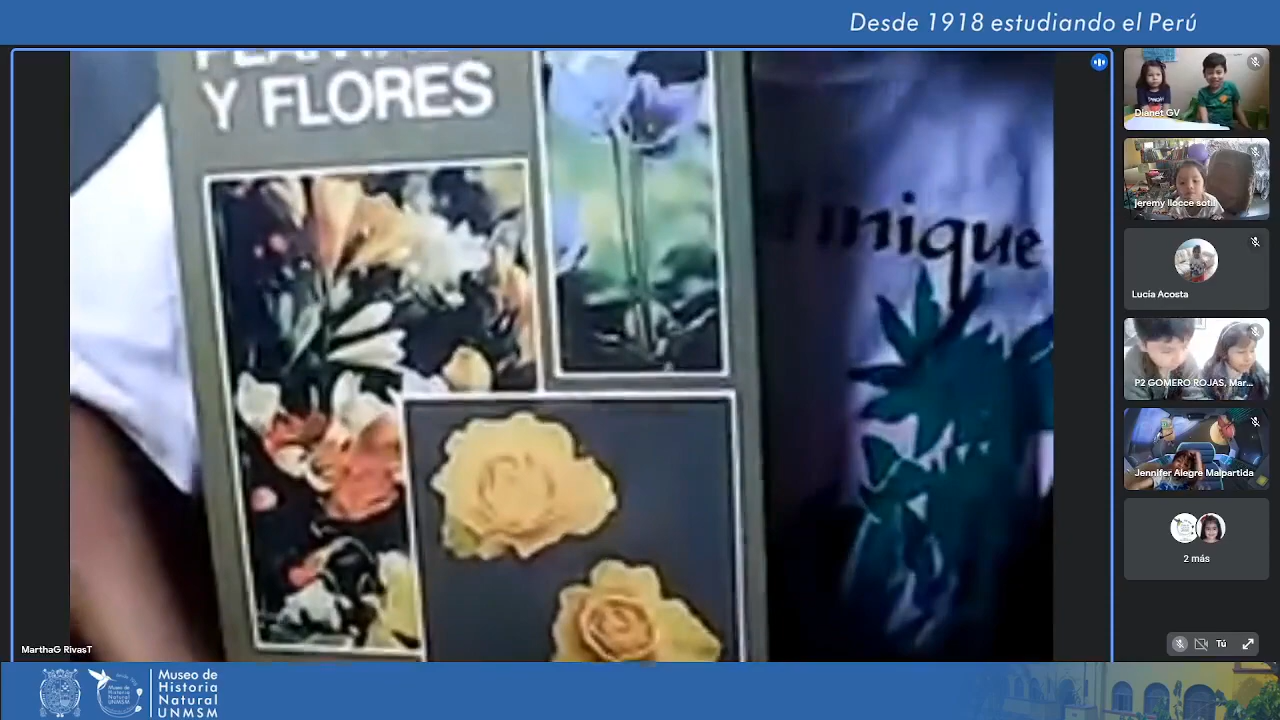 Desde 1918 estudiando el Perú
Y FLORES
inique
MarthaG RivasT
Dianet GV
jeremy llocce sotil
Lucía Acosta
P2 GOMERO ROJAS, Mar...
Jennifer Alegre Malpartida
2 más
Tú
Museo de
Historia
Natural
UNMSM